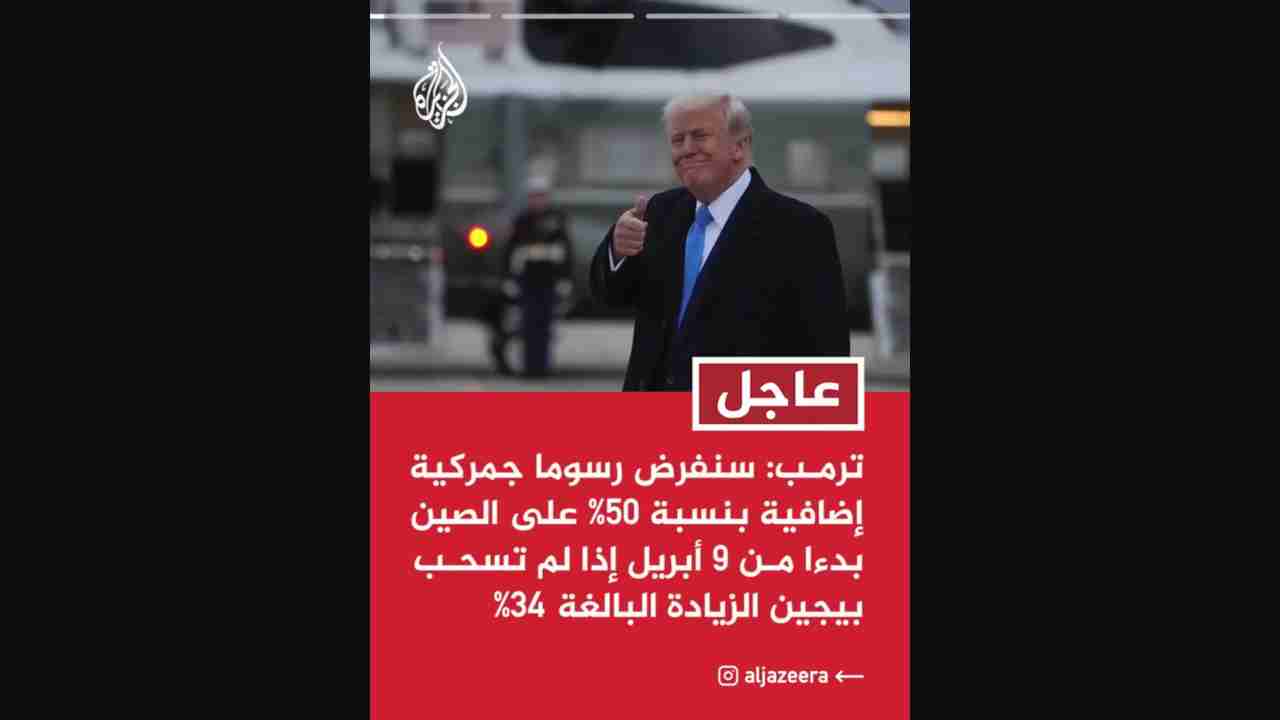 الجزيرة
عاجل
ترمب: سنفرض رسوما جمركية
إضافية بنسبة 50% على الصين
بدءا من 9 أبريل إذا لم تسحب
بيجين الزيادة البالغة 34%
aljazeera